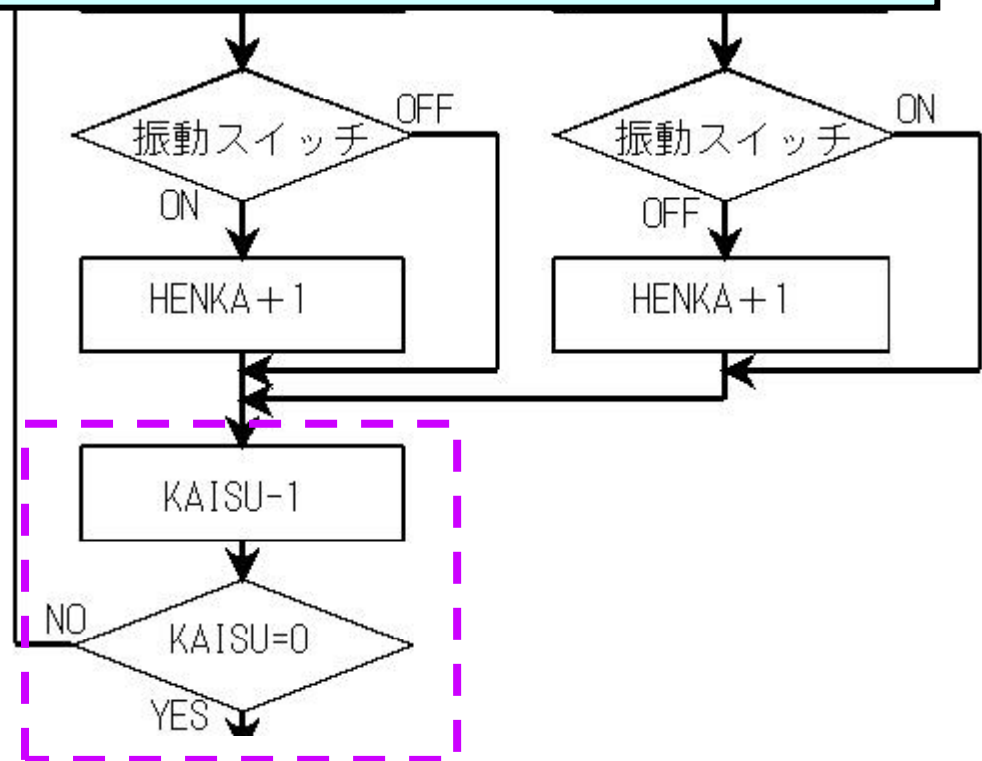 OFF
振動スイッチ
ON
HENKA+1
ON
振動スイッチ
OFF
HENKA+1
KAISU-1
NO
KAISU=0
YES